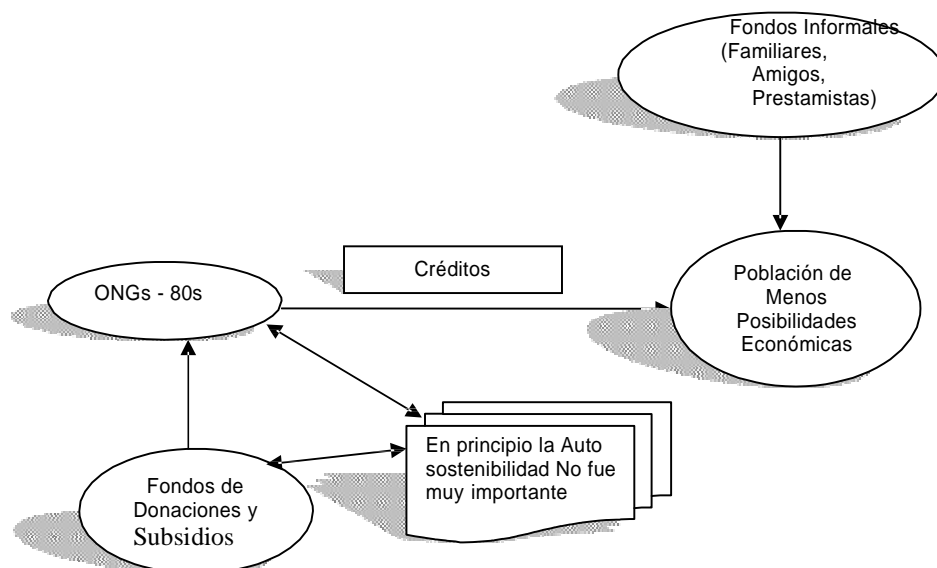 Fondos Informales
(Familiares,
Amigos,
Prestamistas)
Créditos
ONGs - 80s
Población de
Menos
Posibilidades
Económicas
En principio la Auto
sostenibilidad No fue
muy importante
Fondos de
Donaciones y
Subsidios